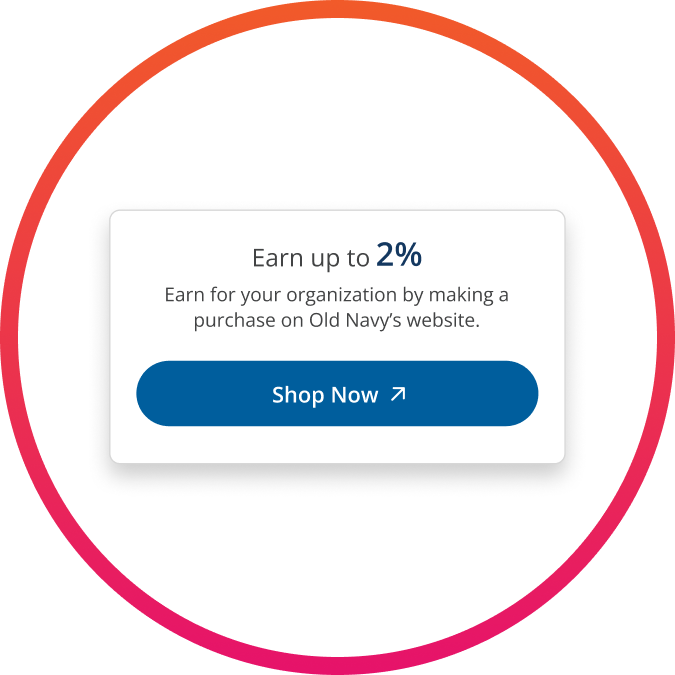 Earn up to 2%
Earn for your organization by making a
purchase on Old Navy’s website.
Shop Now